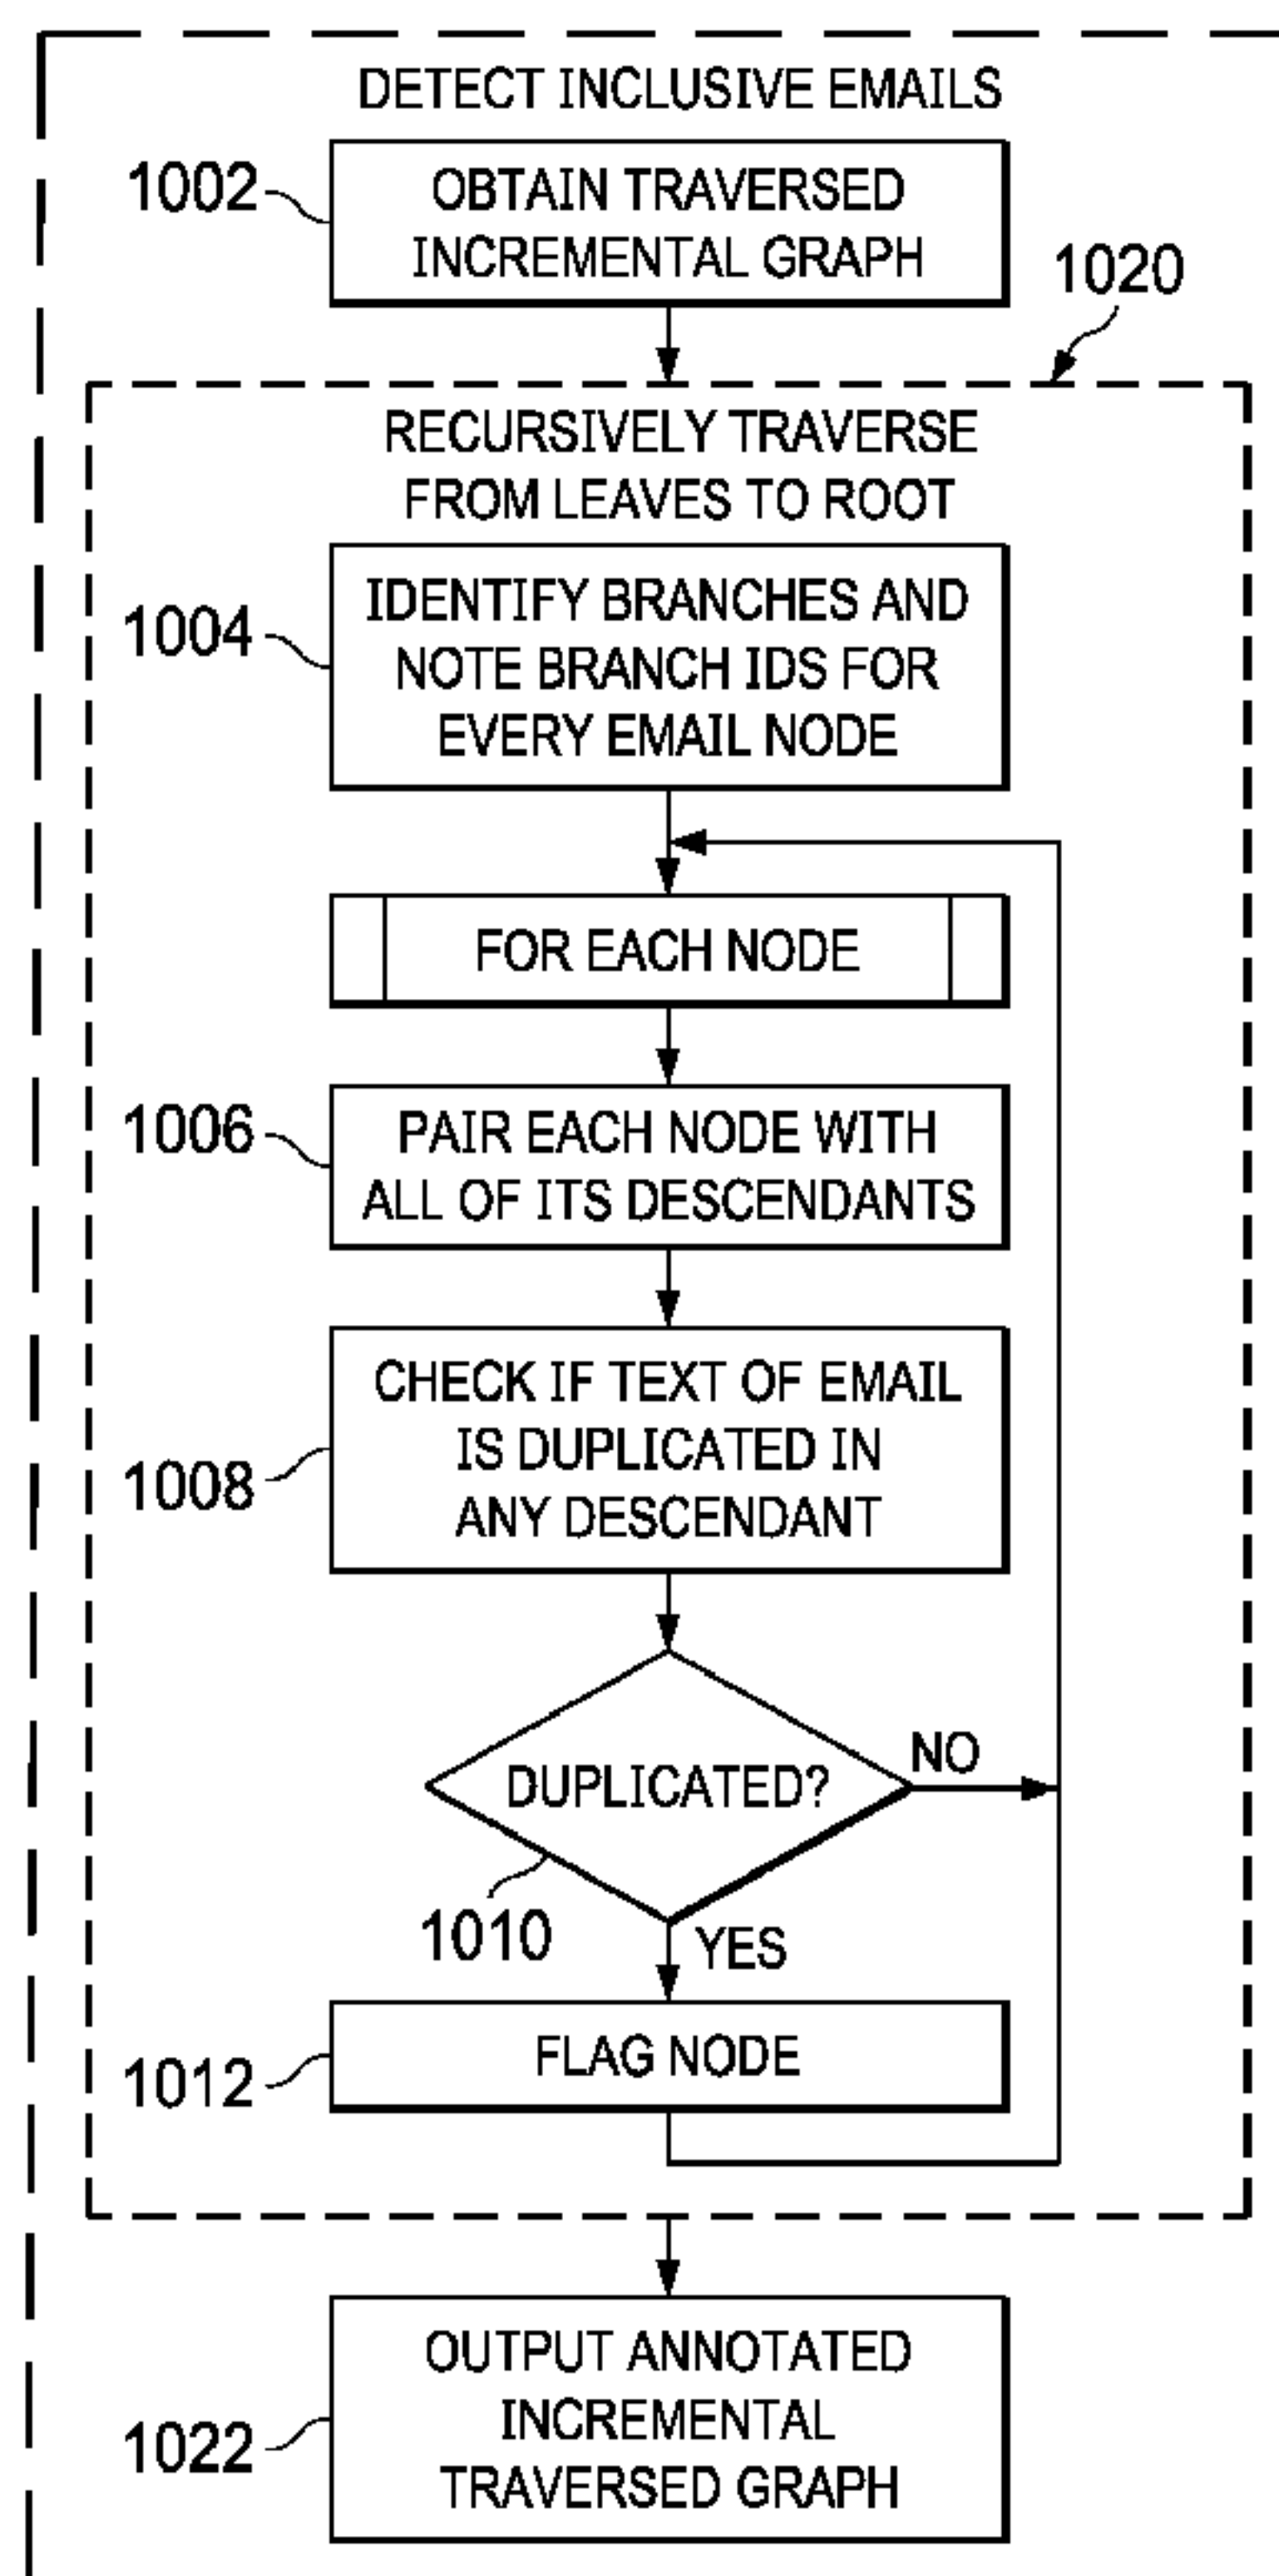 DETECT INCLUSIVE EMAILS
1002
OBTAIN TRAVERSED
INCREMENTAL GRAPH
1020
RECURSIVELY TRAVERSE
FROM LEAVES TO ROOT
1004
IDENTIFY BRANCHES AND
NOTE BRANCH IDS FOR
EVERY EMAIL NODE
FOR EACH NODE
1006
PAIR EACH NODE WITH
ALL OF ITS DESCENDANTS
1008
CHECK IF TEXT OF EMAIL
IS DUPLICATED IN
ANY DESCENDANT
DUPLICATED?
NO
1010
YES
1012
FLAG NODE
1022
OUTPUT ANNOTATED
INCREMENTAL
TRAVERSED GRAPH